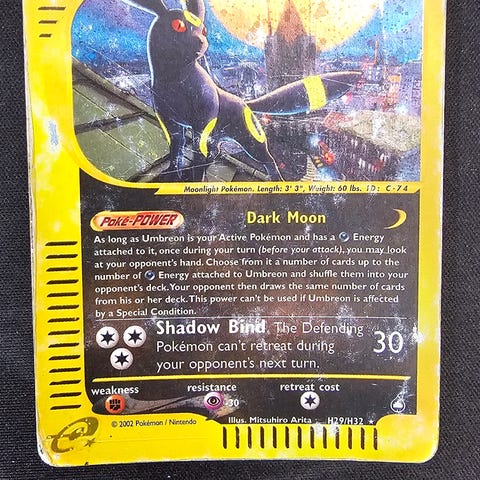 Moonlight Pokémon. Length: 3' 3", Weight: 60 lbs. ID: C-74
Poké-POWER Dark Moon
As long as Umbreon is your Active Pokémon and has a Energy
attached to it, once during your turn (before your attack), you may look
at your opponent's hand. Choose from it a number of cards up to the
number of Energy attached to Umbreon and shuffle them into your
opponent's deck. Your opponent then draws the same number of cards
from his or her deck. This power can't be used if Umbreon is affected
by a Special Condition.
Shadow Bind The Defending
Pokémon can't retreat during
your opponent's next turn.
30
weakness resistance retreat cost
-30
Illus. Mitsuhiro Arita H29/H32
© 2002 Pokémon / Nintendo
e